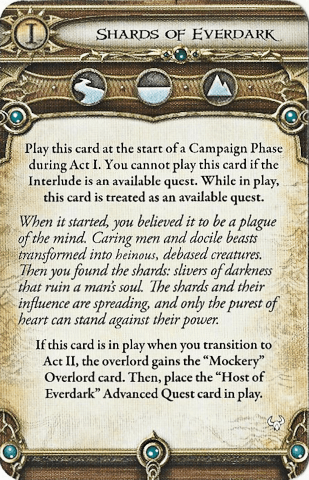 I
Shards of Everdark
Play this card at the start of a Campaign Phase
during Act I. You cannot play this card if the
Interlude is an available quest. While in play,
this card is treated as an available quest.
When it started, you believed it to be a plague
of the mind. Caring men and docile beasts
transformed into heinous, debased creatures.
Then you found the shards: slivers of darkness
that ruin a man's soul. The shards and their
influence are spreading, and only the purest of
heart can stand against their power.
If this card is in play when you transition to
Act II, the overlord gains the “Mockery”
Overlord card. Then, place the “Host of
Everdark” Advanced Quest card in play.